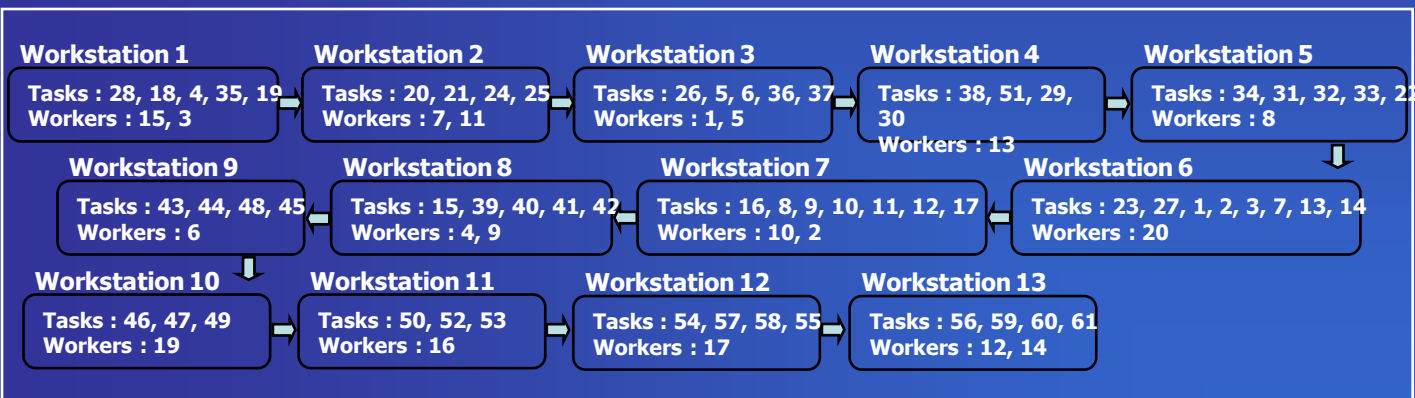 Workstation 1
Tasks : 28, 18, 4, 35, 19
Workers : 15, 3
Workstation 2
Tasks : 20, 21, 24, 25
Workers : 7, 11
Workstation 3
Tasks : 26, 5, 6, 36, 37
Workers : 1, 5
Workstation 4
Tasks : 38, 51, 29,
30
Workers : 13
Workstation 5
Tasks : 34, 31, 32, 33, 22
Workers : 8
Workstation 9
Tasks : 43, 44, 48, 45
Workers : 6
Workstation 8
Tasks : 15, 39, 40, 41, 42
Workers : 4, 9
Workstation 7
Tasks : 16, 8, 9, 10, 11, 12, 17
Workers : 10, 2
Workstation 6
Tasks : 23, 27, 1, 2, 3, 7, 13, 14
Workers : 20
Workstation 10
Tasks : 46, 47, 49
Workers : 19
Workstation 11
Tasks : 50, 52, 53
Workers : 16
Workstation 12
Tasks : 54, 57, 58, 55
Workers : 17
Workstation 13
Tasks : 56, 59, 60, 61
Workers : 12, 14